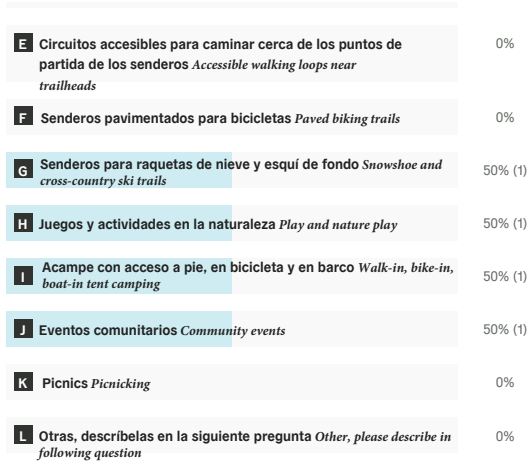 E Circuitos accesibles para caminar cerca de los puntos de 0%
partida de los senderos Accessible walking loops near
trailheads
F Senderos pavimentados para bicicletas Paved biking trails 0%
G Senderos para raquetas de nieve y esquí de fondo Snowshoe and 50% (1)
cross-country ski trails
H Juegos y actividades en la naturaleza Play and nature play 50% (1)
I Acampe con acceso a pie, en bicicleta y en barco Walk-in, bike-in, 50% (1)
boat-in tent camping
J Eventos comunitarios Community events 50% (1)
K Picnics Picnicking 0%
L Otras, descríbelas en la siguiente pregunta Other, please describe in 0%
following question